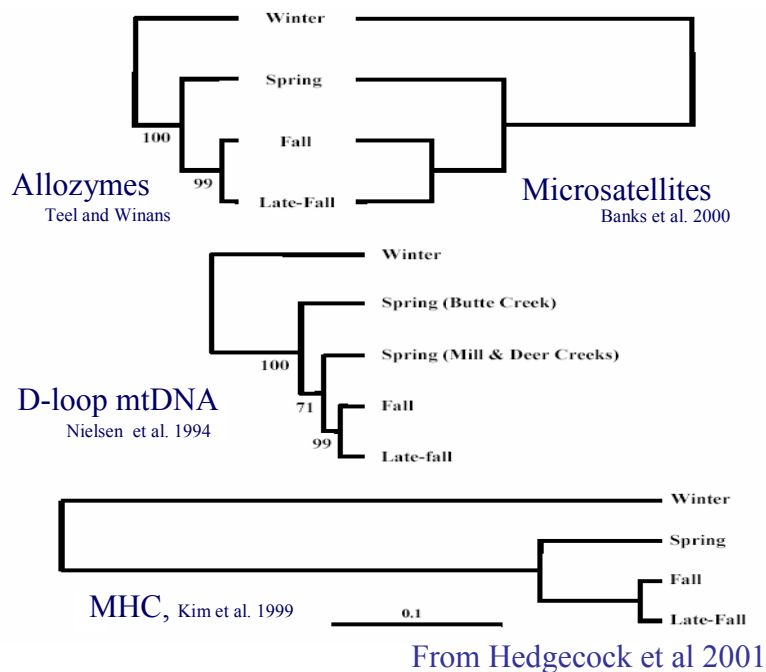 Winter
Spring
100
Fall
99
Late-Fall
Allozymes
Teel and Winans
Microsatellites
Banks et al. 2000
Winter
Spring (Butte Creek)
Spring (Mill & Deer Creeks)
100
D-loop mtDNA
Nielsen et al. 1994
71
Fall
99
Late-fall
Winter
Spring
Fall
MHC, Kim et al. 1999
0.1
Late-Fall
From Hedgecock et al 2001